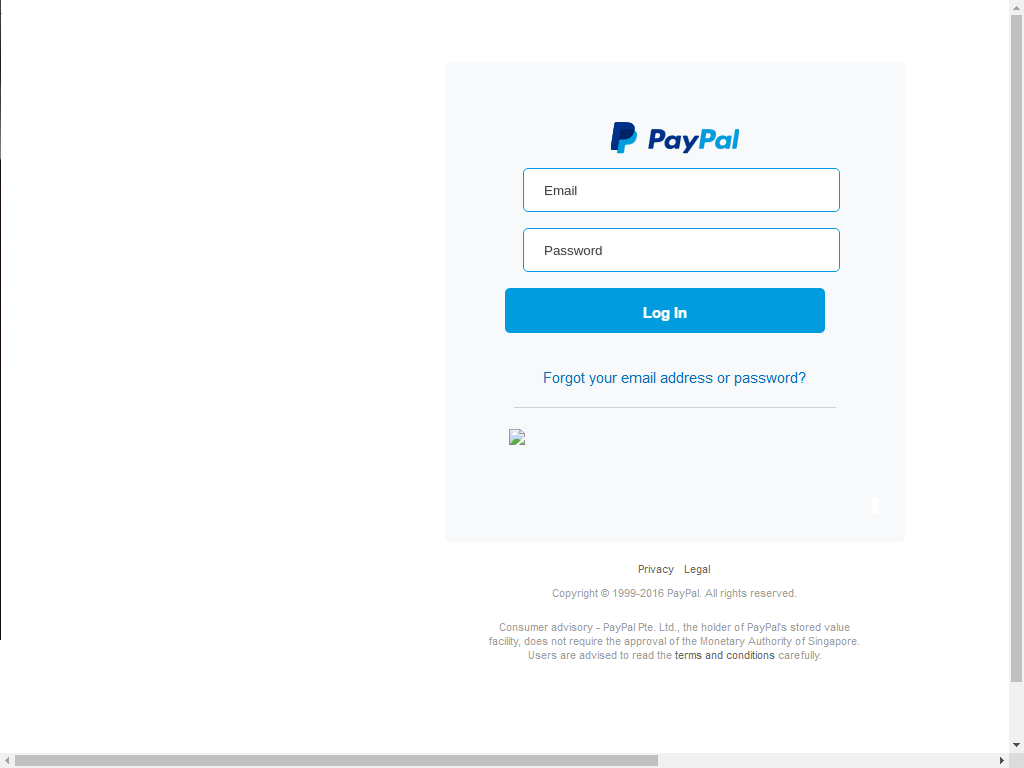 PayPal
Email
Password
Log In
Forgot your email address or password?
Privacy Legal
Copyright © 1999-2016 PayPal. All rights reserved.
Consumer advisory - PayPal Pte. Ltd., the holder of PayPal's stored value
facility, does not require the approval of the Monetary Authority of Singapore.
Users are advised to read the terms and conditions carefully.